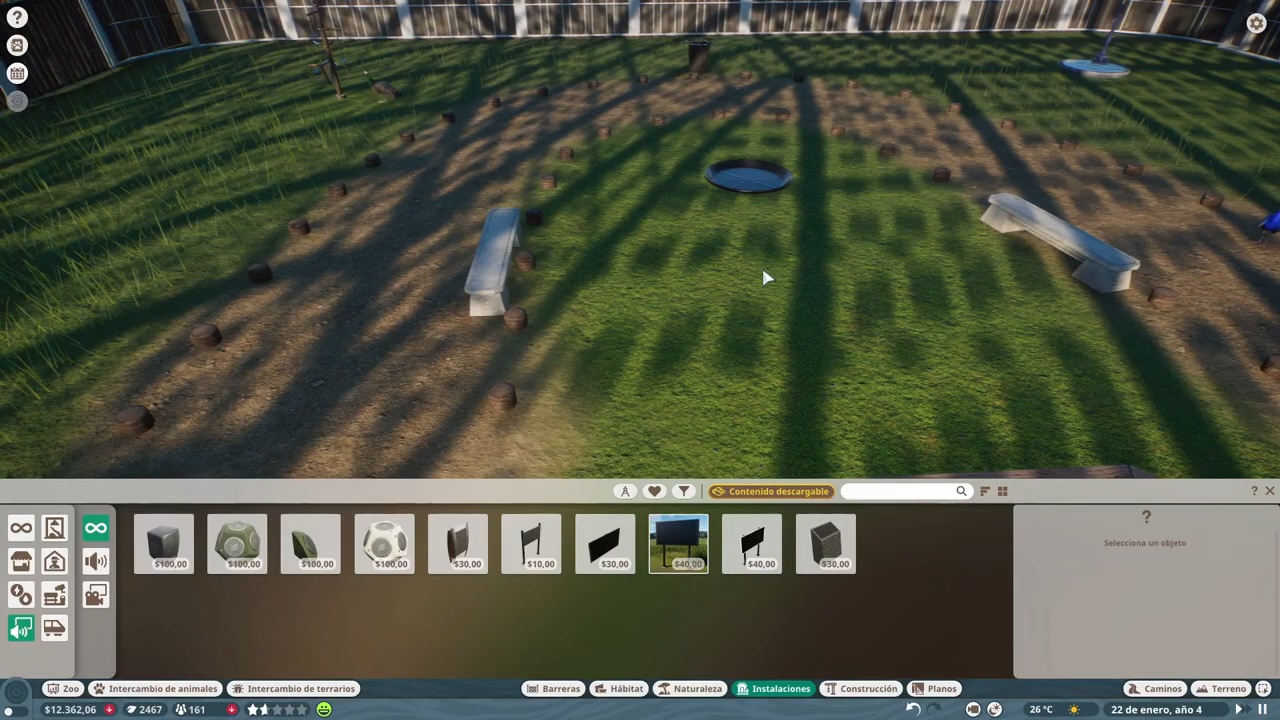 Contenido descargable
?
Selecciona un objeto
$100,00 $100,00 $100,00 $100,00 $30,00 $10,00 $30,00 $40,00 $40,00 $30,00
Zoo Intercambio de animales Intercambio de terrarios Barreras Hábitat Naturaleza Instalaciones Construcción Planos Caminos Terreno
$12.362,06 2467 161 26 °C 22 de enero, año 4